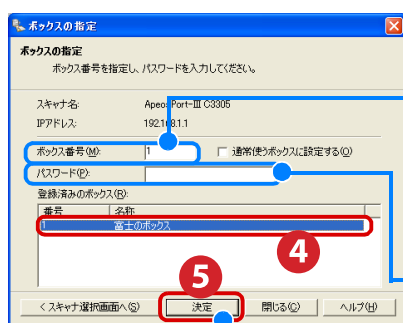 ボックスの指定
ボックスの指定
ボックス番号を指定し、パスワードを入力してください。
スキャナ名: ApeosPort-III C3305
IPアドレス: 192.168.1.1
ボックス番号(M): 1 通常使うボックスに設定する(O)
パスワード(P):
登録済みのボックス(R):
番号 名称
1 富士のボックス
4
5
< スキャナ選択画面へ(S) 決定 閉じる(C) ヘルプ(H)